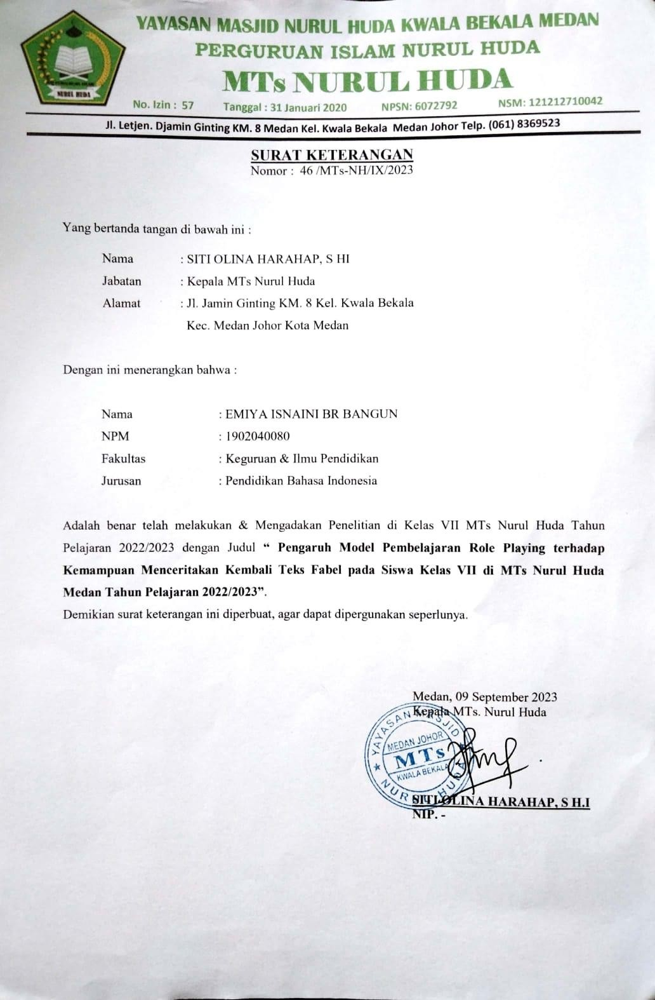 YAYASAN MASJID NURUL HUDA KWALA BEKALA MEDAN
PERGURUAN ISLAM NURUL HUDA
MTs NURUL HUDA
No. Izin : 57 Tanggal : 31 Januari 2020 NPSN: 6072792 NSM: 121212710042
Jl. Letjen. Djamin Ginting KM. 8 Medan Kel. Kwala Bekala Medan Johor Telp. (061) 8369523
NURUL HUDA
SURAT KETERANGAN
Nomor : 46 /MTs-NH/IX/2023
Yang bertanda tangan di bawah ini :
Nama : SITI OLINA HARAHAP, S HI
Jabatan : Kepala MTs Nurul Huda
Alamat : Jl. Jamin Ginting KM. 8 Kel. Kwala Bekala
Kec. Medan Johor Kota Medan
Dengan ini menerangkan bahwa :
Nama : EMIYA ISNAINI BR BANGUN
NPM : 1902040080
Fakultas : Keguruan & Ilmu Pendidikan
Jurusan : Pendidikan Bahasa Indonesia
Adalah benar telah melakukan & Mengadakan Penelitian di Kelas VII MTs Nurul Huda Tahun
Pelajaran 2022/2023 dengan Judul “ Pengaruh Model Pembelajaran Role Playing terhadap
Kemampuan Menceritakan Kembali Teks Fabel pada Siswa Kelas VII di MTs Nurul Huda
Medan Tahun Pelajaran 2022/2023”.
Demikian surat keterangan ini diperbuat, agar dapat dipergunakan seperlunya.
Medan, 09 September 2023
Kepala MTs. Nurul Huda
YAYASAN MASJID
MEDAN JOHOR
MTs
KWALA BEKALA
NURUL HUDA
SITI OLINA HARAHAP, S H.I
NIP. -